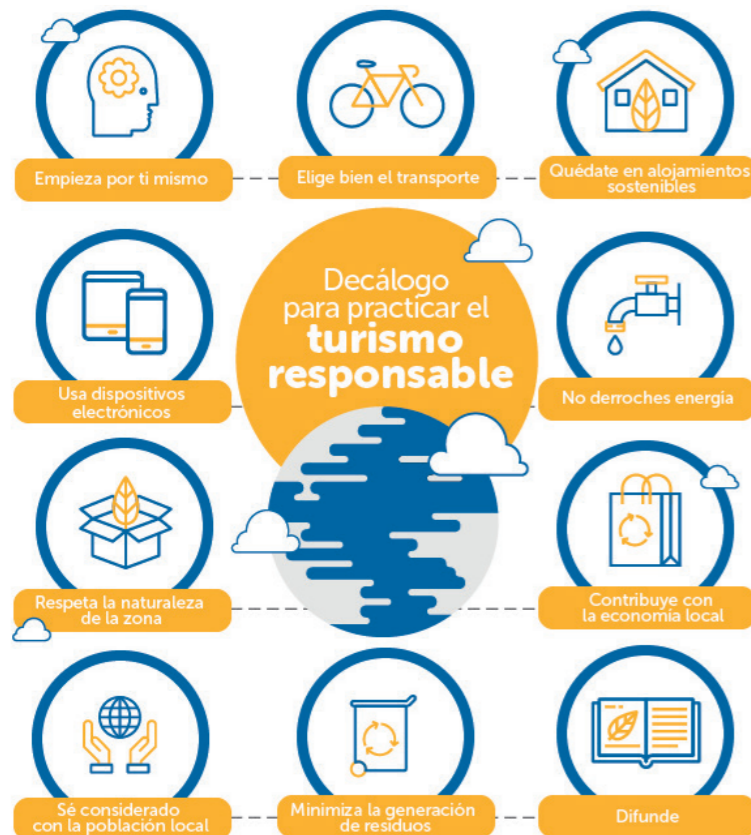 Empieza por ti mismo
Elige bien el transporte
Quédate en alojamientos
sostenibles
Decálogo
para practicar el
turismo
responsable
Usa dispositivos
electrónicos
No derroches energía
Respeta la naturaleza
de la zona
Contribuye con
la economía local
Sé considerado
con la población local
Minimiza la generación
de residuos
Difunde